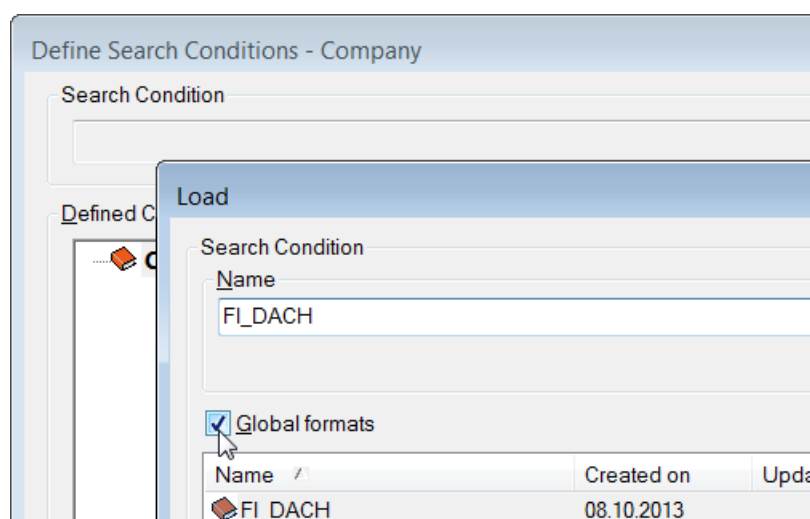 Define Search Conditions - Company
Search Condition
Load
Defined C
Search Condition
Name
FI_DACH
Global formats
Name Created on Upda
FI_DACH 08.10.2013